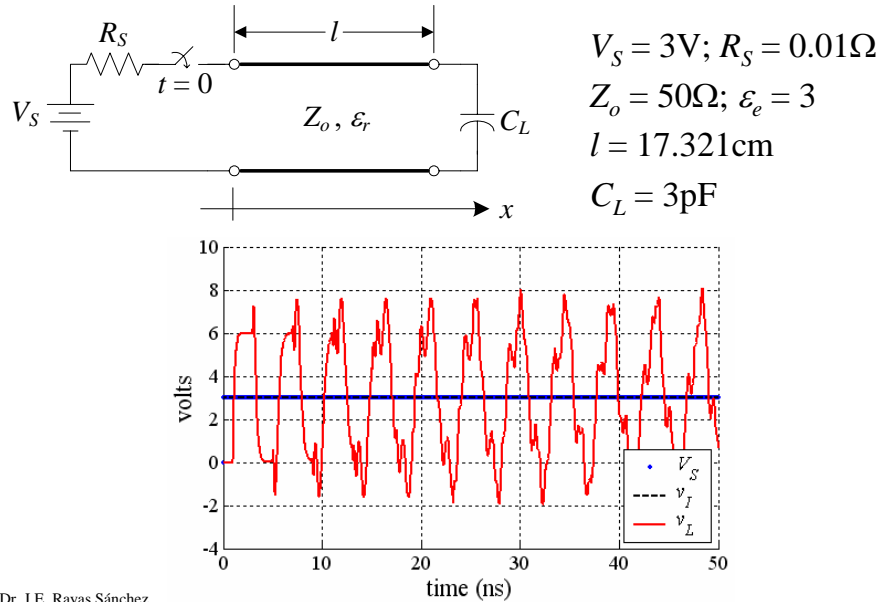 R_S
l
t = 0
V_S
Z_o , ε_r
C_L
x
V_S = 3V; R_S = 0.01Ω
Z_o = 50Ω; ε_e = 3
l = 17.321cm
C_L = 3pF
10
8
6
4
2
0
-2
-4
volts
V_S
v_I
v_L
0 10 20 30 40 50
time (ns)
Dr. J.E. Rayas Sánchez